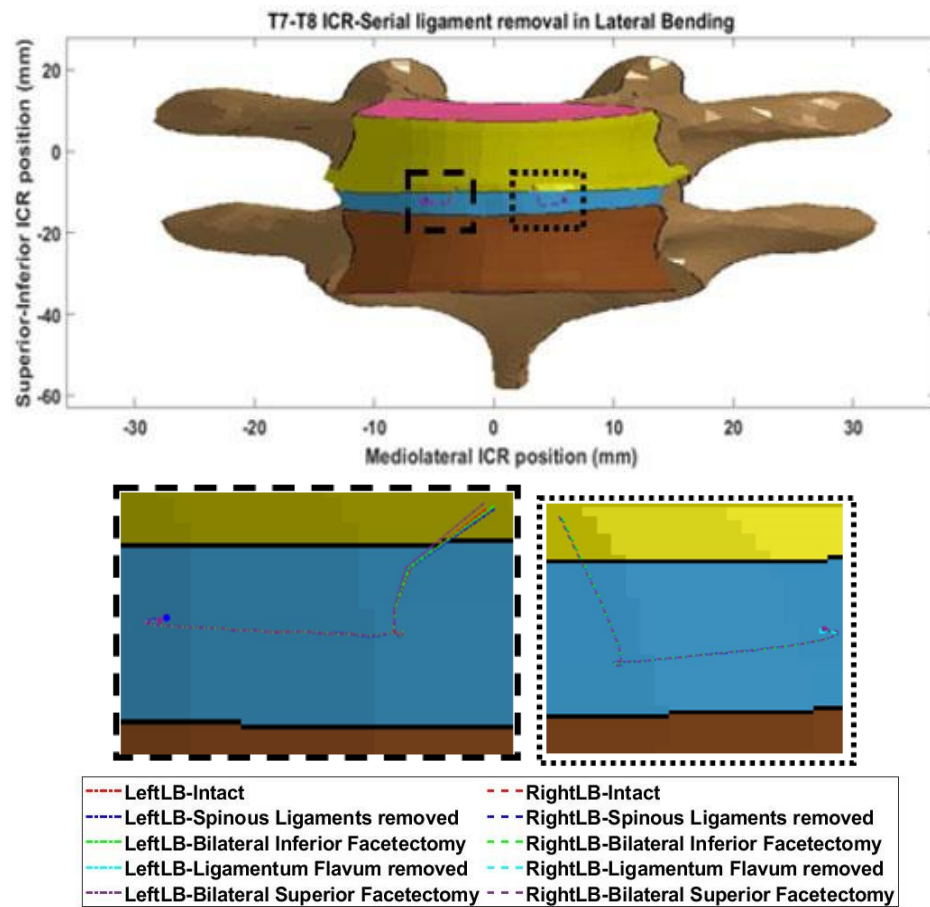 T7-T8 ICR-Serial ligament removal in Lateral Bending
Superior-Inferior ICR position (mm)
20
0
-20
-40
-60
-30
-20
-10
0
10
20
30
Mediolateral ICR position (mm)
LeftLB-Intact
RightLB-Intact
LeftLB-Spinous Ligaments removed
RightLB-Spinous Ligaments removed
LeftLB-Bilateral Inferior Facetectomy
RightLB-Bilateral Inferior Facetectomy
LeftLB-Ligamentum Flavum removed
RightLB-Ligamentum Flavum removed
LeftLB-Bilateral Superior Facetectomy
RightLB-Bilateral Superior Facetectomy